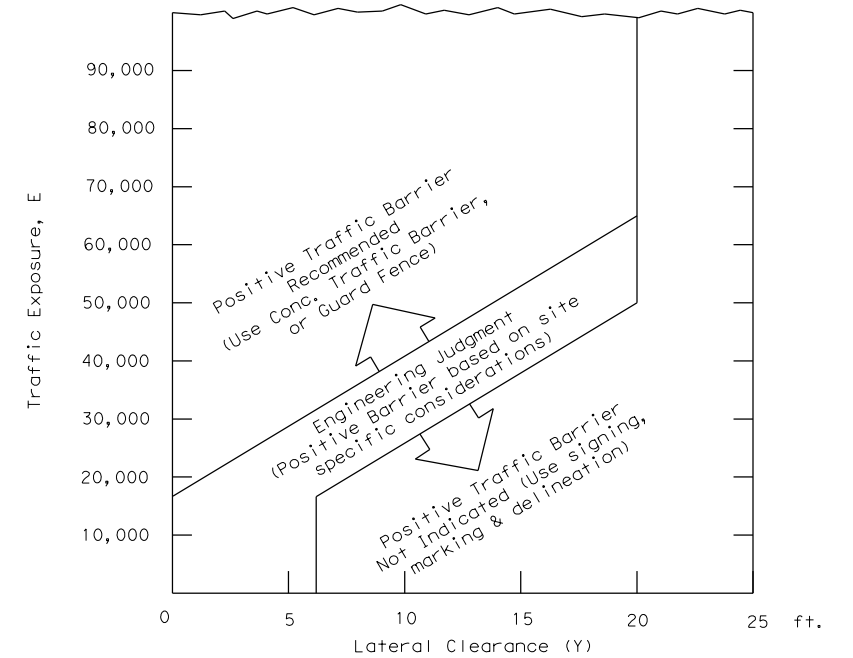 90,000
80,000
70,000
60,000
50,000
40,000
30,000
20,000
10,000
Traffic Exposure, E
Positive Traffic Barrier
Recommended
(Use Conc. Traffic Barrier,
or Guard Fence)
Engineering Judgment
(Positive Barrier based on site
specific considerations)
Positive Traffic Barrier
Not Indicated (Use signing,
marking & delineation)
0 5 10 15 20 25 ft.
Lateral Clearance (Y)